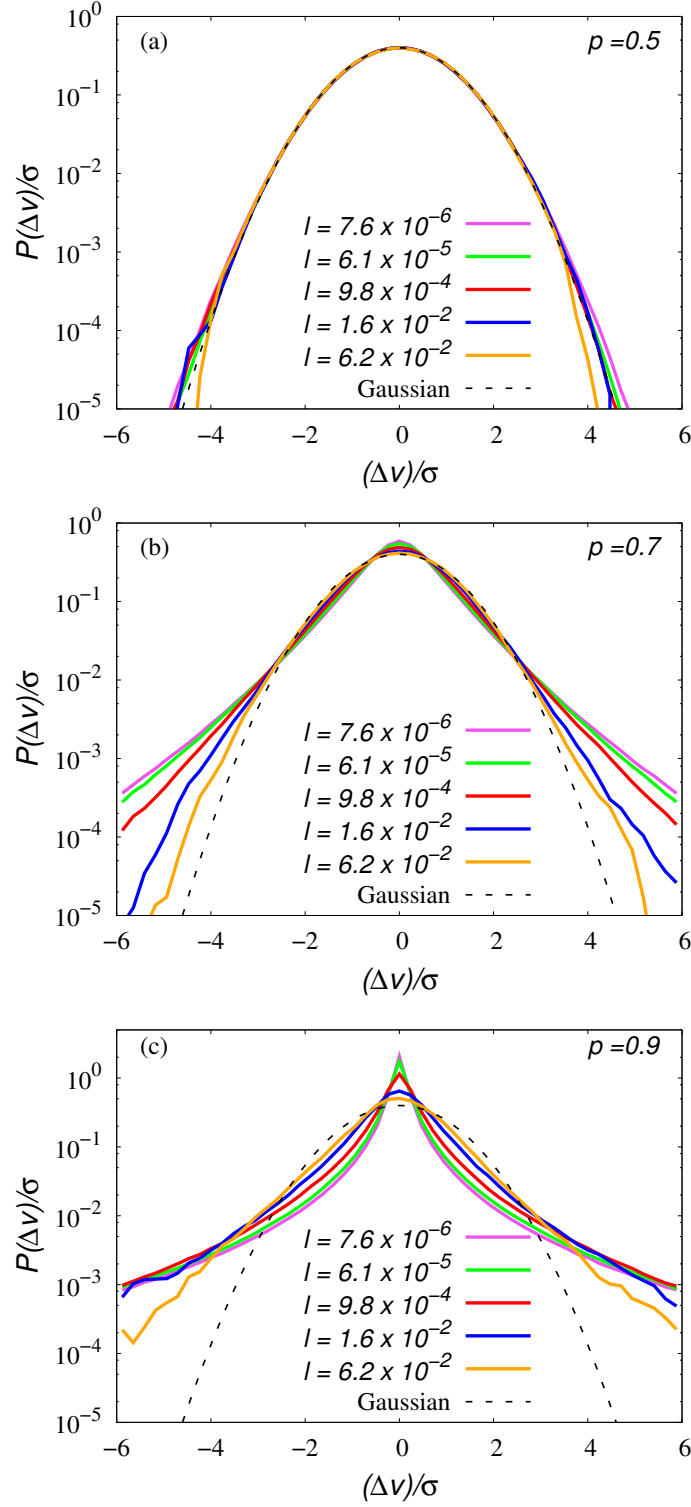 (a) p =0.5
10⁰
10⁻¹
10⁻²
10⁻³
10⁻⁴
10⁻⁵
P(Δv)/σ
l = 7.6 x 10⁻⁶
l = 6.1 x 10⁻⁵
l = 9.8 x 10⁻⁴
l = 1.6 x 10⁻²
l = 6.2 x 10⁻²
Gaussian
−6 −4 −2 0 2 4 6
(Δv)/σ
(b) p =0.7
10⁰
10⁻¹
10⁻²
10⁻³
10⁻⁴
10⁻⁵
P(Δv)/σ
l = 7.6 x 10⁻⁶
l = 6.1 x 10⁻⁵
l = 9.8 x 10⁻⁴
l = 1.6 x 10⁻²
l = 6.2 x 10⁻²
Gaussian
−6 −4 −2 0 2 4 6
(Δv)/σ
(c) p =0.9
10⁰
10⁻¹
10⁻²
10⁻³
10⁻⁴
10⁻⁵
P(Δv)/σ
l = 7.6 x 10⁻⁶
l = 6.1 x 10⁻⁵
l = 9.8 x 10⁻⁴
l = 1.6 x 10⁻²
l = 6.2 x 10⁻²
Gaussian
−6 −4 −2 0 2 4 6
(Δv)/σ